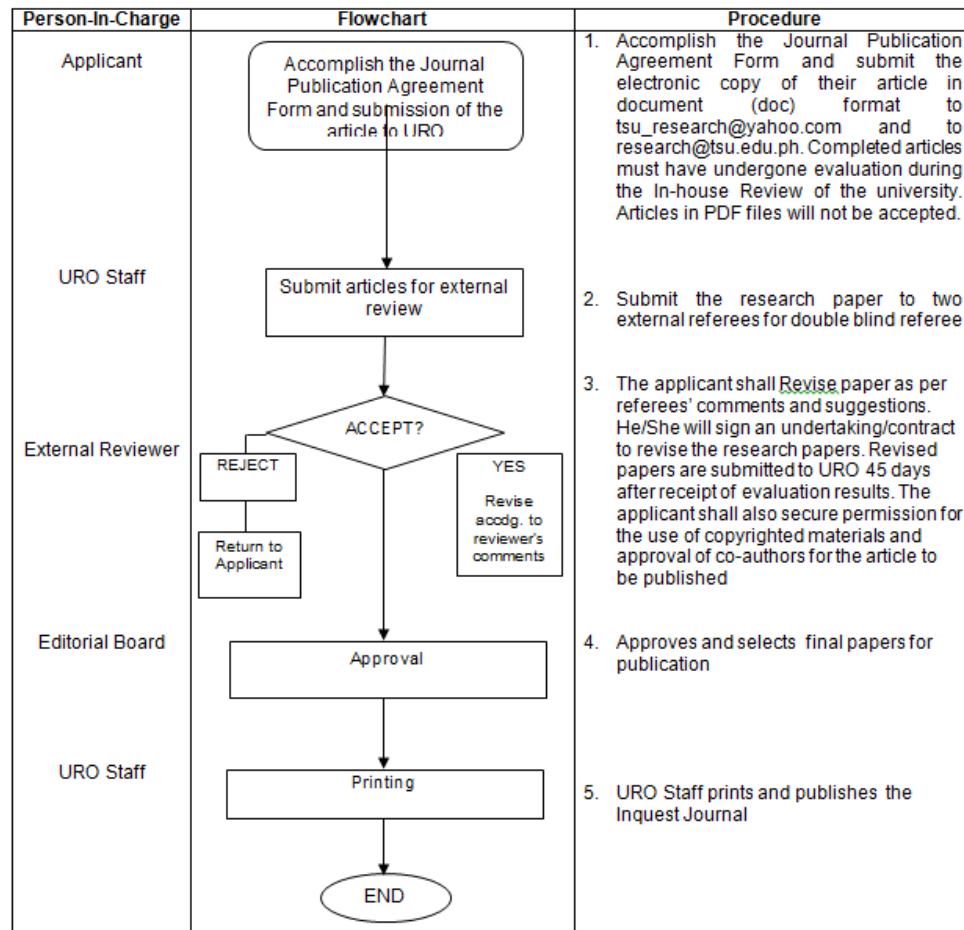 Person-In-Charge
Flowchart
Procedure
Applicant
Accomplish the Journal
Publication Agreement
Form and submission of the
article to URO
1. Accomplish the Journal Publication
Agreement Form and submit the
electronic copy of their article in
document (doc) format to
tsu_research@yahoo.com and to
research@tsu.edu.ph. Completed articles
must have undergone evaluation during
the In-house Review of the university.
Articles in PDF files will not be accepted.
URO Staff
Submit articles for external
review
2. Submit the research paper to two
external referees for double blind referee
External Reviewer
ACCEPT?
REJECT
Return to
Applicant
YES
Revise
accdg. to
reviewer's
comments
3. The applicant shall Revise paper as per
referees' comments and suggestions.
He/She will sign an undertaking/contract
to revise the research papers. Revised
papers are submitted to URO 45 days
after receipt of evaluation results. The
applicant shall also secure permission for
the use of copyrighted materials and
approval of co-authors for the article to
be published
Editorial Board
Approval
4. Approves and selects final papers for
publication
URO Staff
Printing
5. URO Staff prints and publishes the
Inquest Journal
END